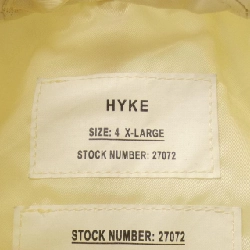 HYKE
SIZE: 4 X-LARGE
STOCK NUMBER: 27072
STOCK NUMBER: 27072